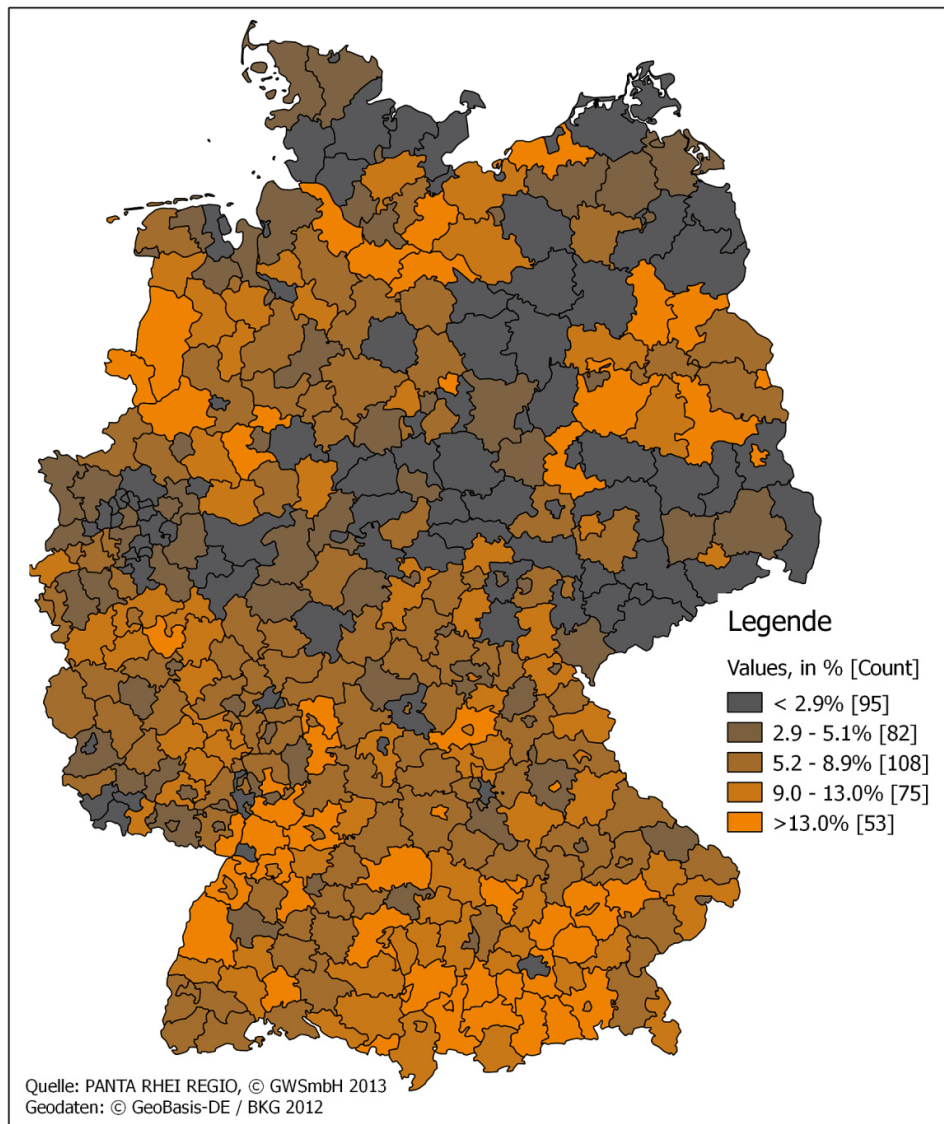 Legende
Values, in % [Count]
< 2.9% [95]
2.9 - 5.1% [82]
5.2 - 8.9% [108]
9.0 - 13.0% [75]
>13.0% [53]
Quelle: PANTA RHEI REGIO, © GWSmbH 2013
Geodaten: © GeoBasis-DE / BKG 2012